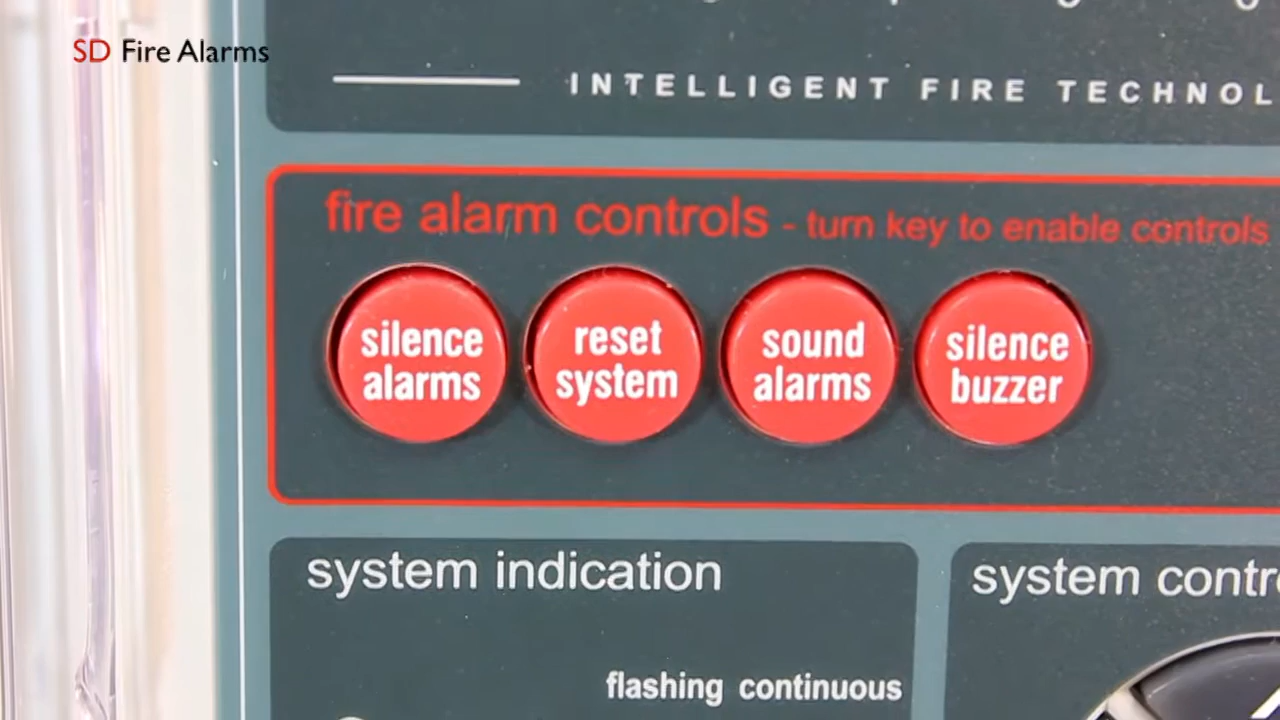 SD Fire Alarms
INTELLIGENT FIRE TECHNOL
fire alarm controls - turn key to enable controls
silence
alarms
reset
system
sound
alarms
silence
buzzer
system indication
system contr
flashing continuous